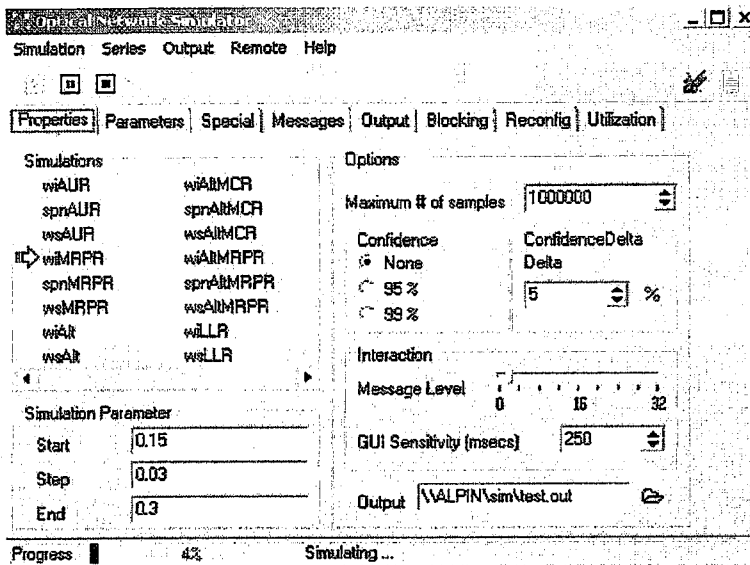 Optical Network Simulator
Simulation Series Output Remote Help
Properties Parameters Special Messages Output Blocking Reconfig Utilization
Simulations
wiAUR wiAltMCR
spnAUR spnAltMCR
wsAUR wsAltMCR
wiMRPR wiAltMRPR
spnMRPR spnAltMRPR
wsMRPR wsAltMRPR
wiAlt wiLLR
wsAlt wsLLR
Simulation Parameter
Start 0.15
Step 0.03
End 0.3
Options
Maximum # of samples 1000000
Confidence
None
95 %
99 %
ConfidenceDelta
Delta
5 %
Interaction
Message Level
0 16 32
GUI Sensitivity (msecs) 250
Output \\ALPIN\sim\test.out
Progress 4% Simulating ...